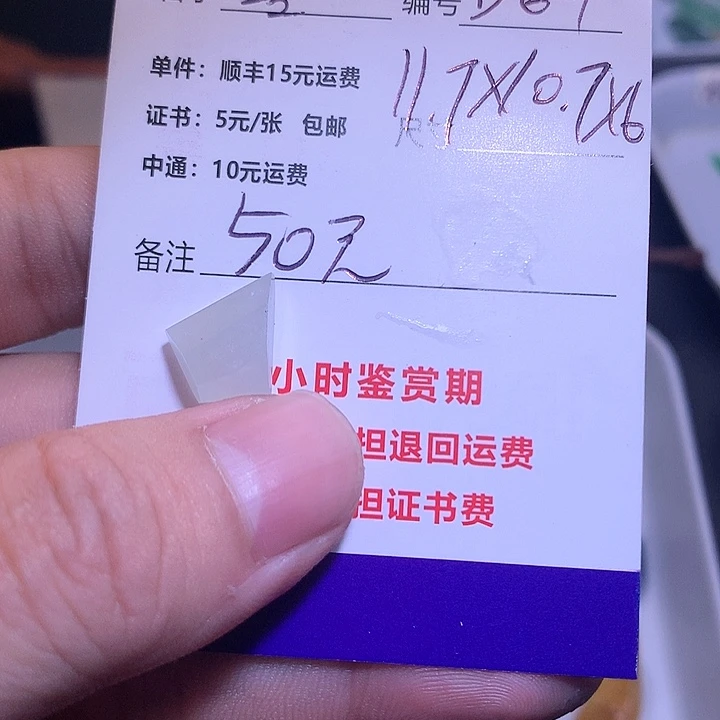 编号
单件：顺丰15元运费
11.7X10.7X6
证书：5元/张 包邮
尺寸
中通：10元运费
备注 50元
小时鉴赏期
担退回运费
担证书费